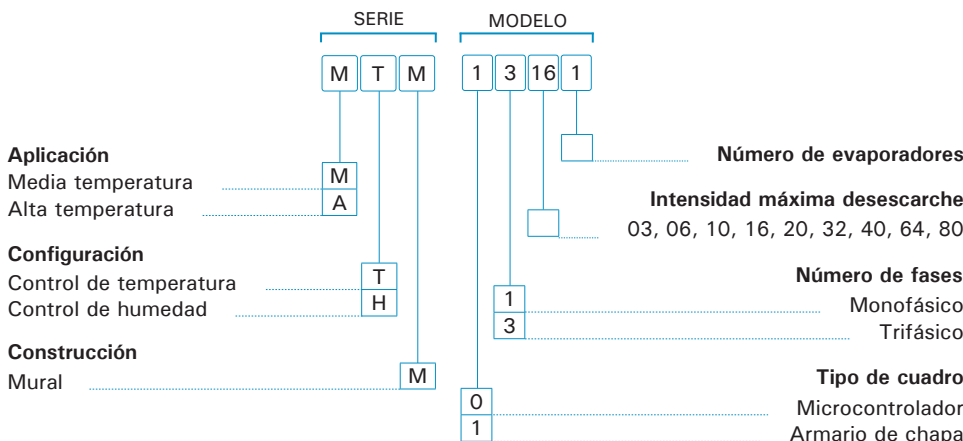 SERIE MODELO
M T M 1 3 16 1
Aplicación
Media temperatura M
Alta temperatura A
Configuración
Control de temperatura T
Control de humedad H
Construcción
Mural M
Número de evaporadores
Intensidad máxima desescarche
03, 06, 10, 16, 20, 32, 40, 64, 80
Número de fases
1 Monofásico
3 Trifásico
Tipo de cuadro
0 Microcontrolador
1 Armario de chapa